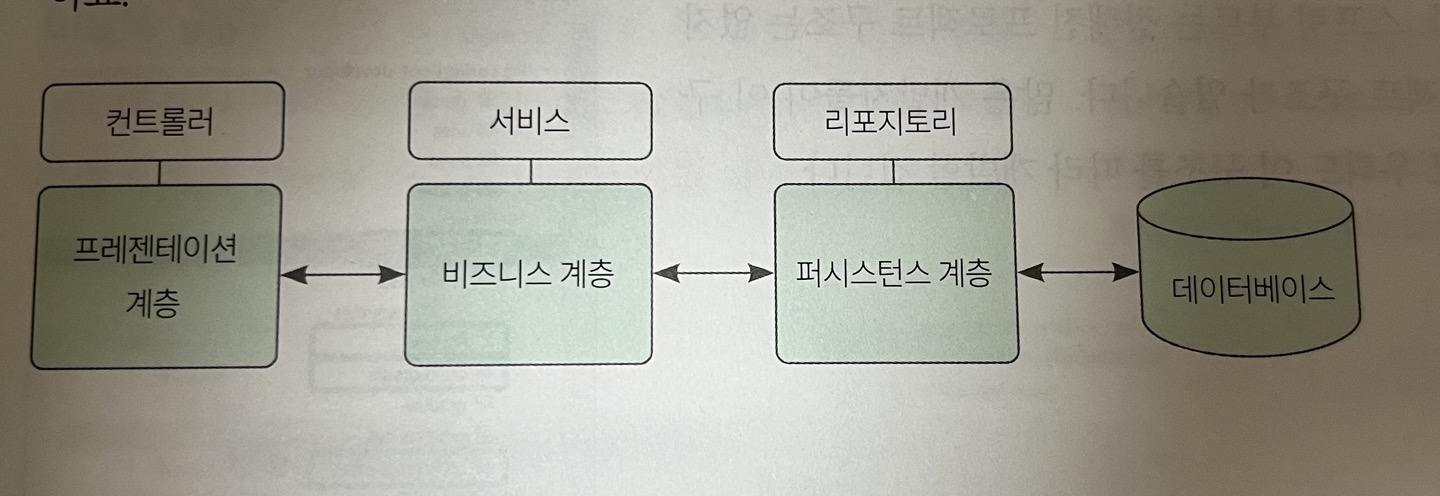 컨트롤러
서비스
리포지토리
프레젠테이션
계층
비즈니스 계층
퍼시스턴스 계층
데이터베이스